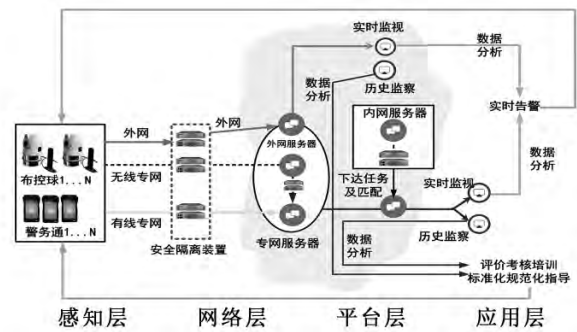 实时监视
数据
分析
数据
分析
历史监察
实时告警
外网
外网
外网服务器
内网服务器
布控球1...N
无线专网
下达任务
及匹配
实时监视
数据
分析
警务通1...N
有线专网
专网服务器
历史监察
安全隔离装置
数据
分析
评价考核培训
标准化规范化指导
感知层
网络层
平台层
应用层